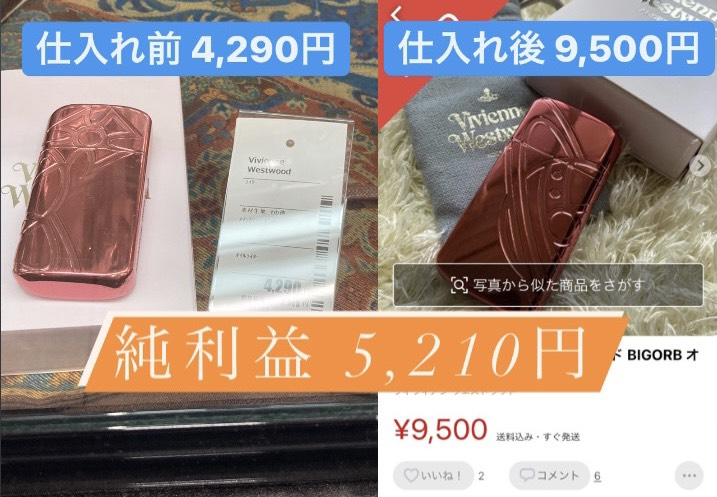 仕入れ前 4,290円
仕入れ後 9,500円
Vivienne
Westwood
4,290
Vivienne
Westwood
写真から似た商品をさがす
純利益 5,210円
ド BIGORB オ
¥9,500 送料込み・すぐ発送
いいね! 2 コメント 6